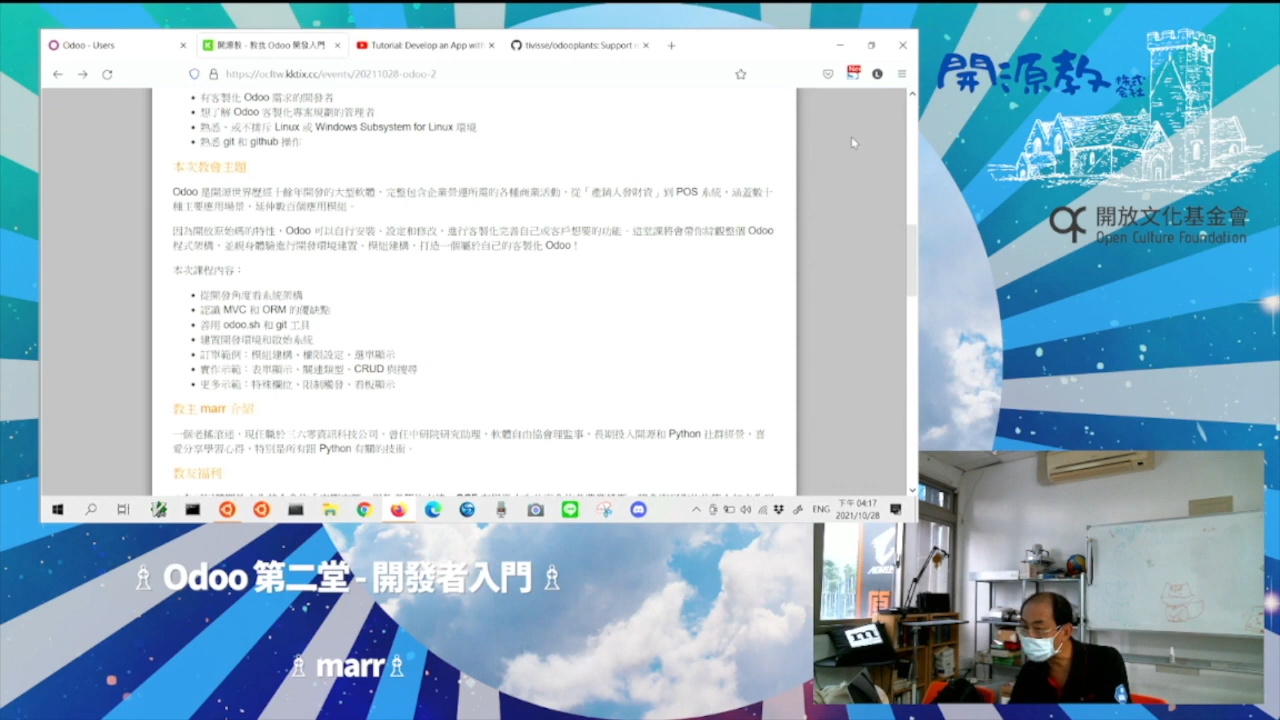 Odoo - Users
開源教 - 教您 Odoo 開發入門
Tutorial: Develop an App with
tivisse/odooplants: Support
https://ocltw.kktix.cc/events/20211028-odoo-2
New
有客製化 Odoo 需求的開發者
想了解 Odoo 客製化專案規劃的管理者
熟悉、或不排斥 Linux 或 Windows Subsystem for Linux 環境
熟悉 git 和 github 操作
本次教會主題
Odoo 是開源世界歷經十餘年開發的大型軟體，完整包含企業營運所需的各種商業活動，從「產銷人發財資」到 POS 系統，涵蓋數十
種主要應用場景，延伸數百個應用模組。
因為開放原始碼的特性，Odoo 可以自行安裝、設定和修改，進行客製化完善自己或客戶想要的功能。這堂課將會帶你綜觀整個 Odoo
程式架構，並親身體驗進行開發環境建置、模組建構，打造一個屬於自己的客製化 Odoo！
本次課程內容：
從開發角度看系統架構
認識 MVC 和 ORM 的優缺點
善用 odoo.sh 和 git 工具
建置開發環境和啟始系統
訂單範例：模組建構、權限設定、選單顯示
實作示範：表單顯示、關連類型、CRUD 與搜尋
更多示範：特殊欄位、限制觸發、看板顯示
教主 marr 介紹
一個老搖滾迷，現任職於三六零資訊科技公司，曾任中研院研究助理，軟體自由協會理監事，長期投入開源和 Python 社群經營，喜
愛分享學習心得，特別是所有跟 Python 有關的技術。
教友福利
ENG
下午 04:17
2021/10/28
開源教 株式会社
開放文化基金會
Open Culture Foundation
Odoo 第二堂 - 開發者入門
marr
m